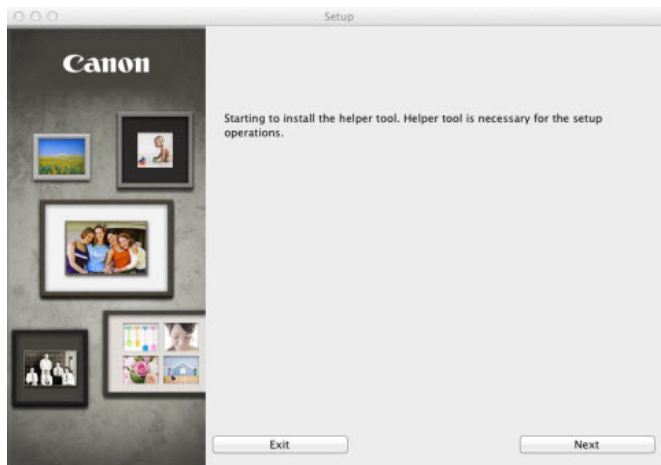 Setup
Canon
Starting to install the helper tool. Helper tool is necessary for the setup
operations.
Exit
Next